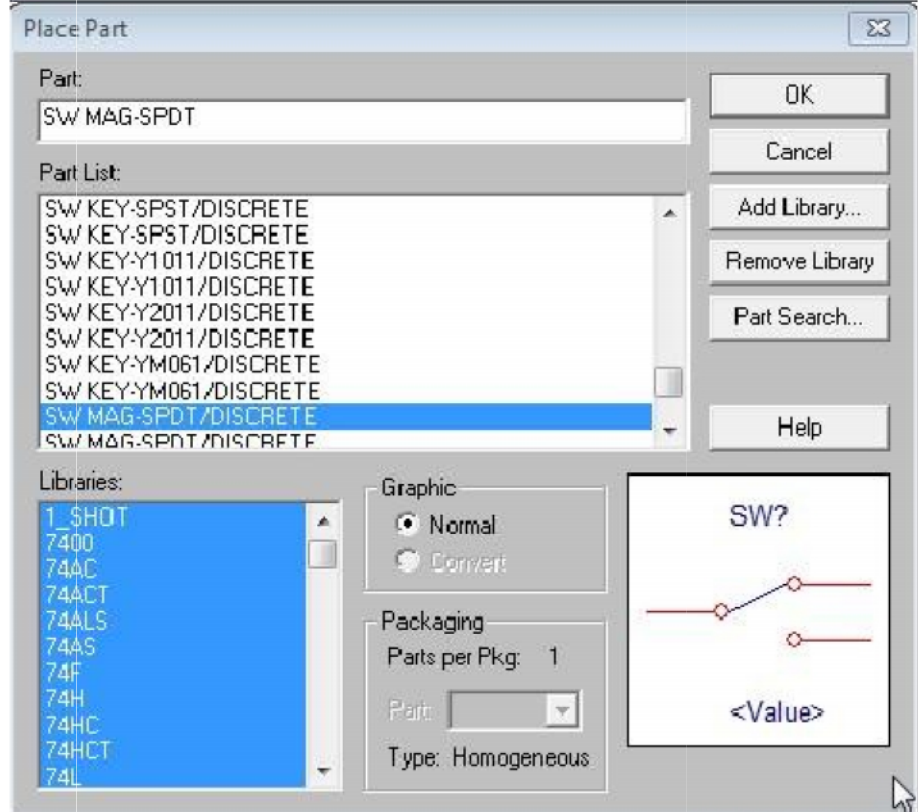 Place Part
Part:
SW MAG-SPDT
OK
Cancel
Part List:
SW KEY-SPST/DISCRETE
SW KEY-SPST/DISCRETE
SW KEY-Y1011/DISCRETE
SW KEY-Y1011/DISCRETE
SW KEY-Y2011/DISCRETE
SW KEY-Y2011/DISCRETE
SW KEY-YM061/DISCRETE
SW KEY-YM061/DISCRETE
SW MAG-SPDT/DISCRETE
SW MAG-SPDT/DISCRETE
Add Library...
Remove Library
Part Search...
Help
Libraries:
1_SHOT
7400
74AC
74ACT
74ALS
74AS
74F
74H
74HC
74HCT
74L
Graphic
Normal
Convert
Packaging
Parts per Pkg: 1
Part:
Type: Homogeneous
SW?
<Value>